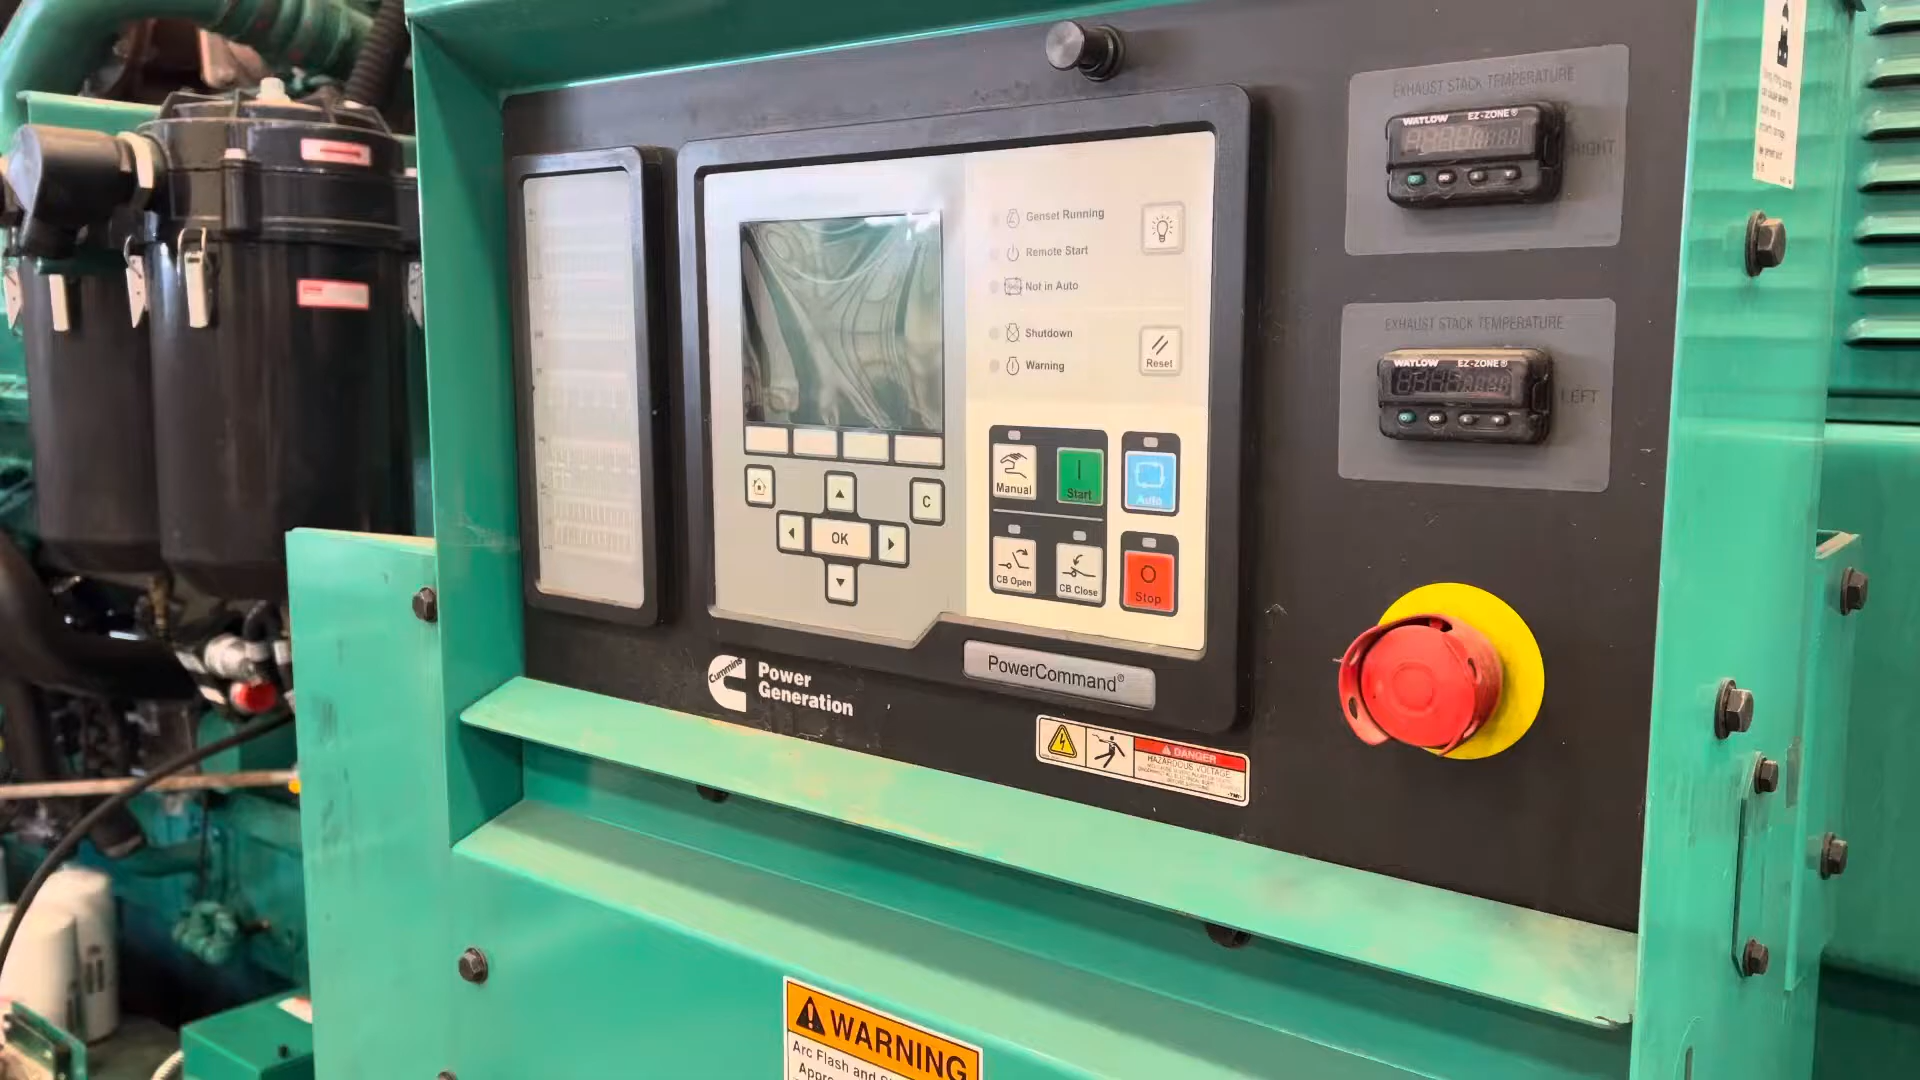 EXHAUST STACK TEMPERATURE
WATLOW EZ-ZONE®
RIGHT
EXHAUST STACK TEMPERATURE
WATLOW EZ-ZONE®
LEFT
Genset Running
Remote Start
Not in Auto
Shutdown
Warning
Reset
Manual
Start
Auto
CB Open
CB Close
Stop
C
OK
PowerCommand®
Cummins
Power
Generation
DANGER
HAZARDOUS VOLTAGE
WARNING
Arc Flash and